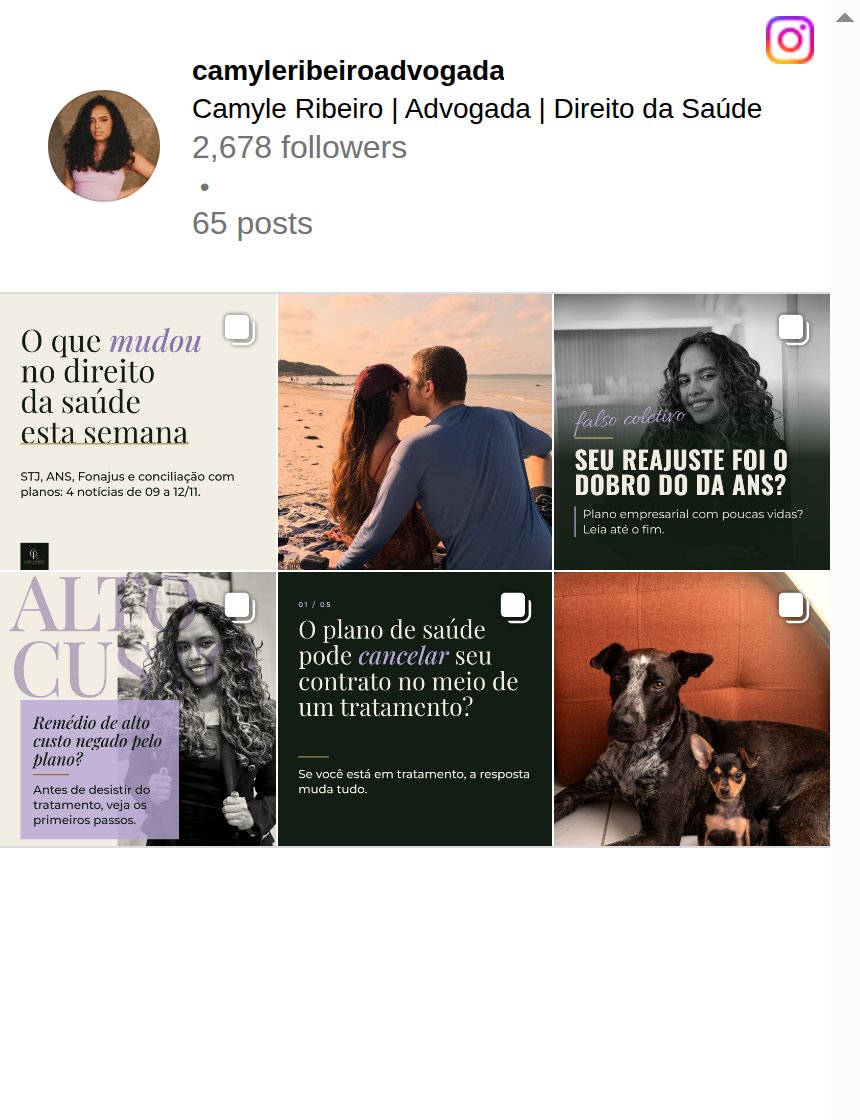 camyleribeiroadvogada
Camyle Ribeiro | Advogada | Direito da Saúde
2,678 followers
•
65 posts
O que mudou
no direito
da saúde
esta semana
STJ, ANS, Fonajus e conciliação com
planos: 4 notícias de 09 a 12/11.
falso coletivo
SEU REAJUSTE FOI O
DOBRO DO DA ANS?
Plano empresarial com poucas vidas?
Leia até o fim.
ALTO
CUSTO
Remédio de alto
custo negado pelo
plano?
Antes de desistir do
tratamento, veja os
primeiros passos.
01 / 05
O plano de saúde
pode cancelar seu
contrato no meio de
um tratamento?
Se você está em tratamento, a resposta
muda tudo.